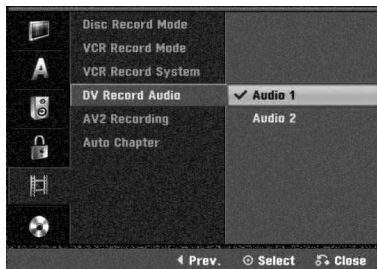 Disc Record Mode
VCR Record Mode
A
VCR Record System
DV Record Audio
✓ Audio 1
AV2 Recording
Audio 2
Auto Chapter
Prev. Select Close